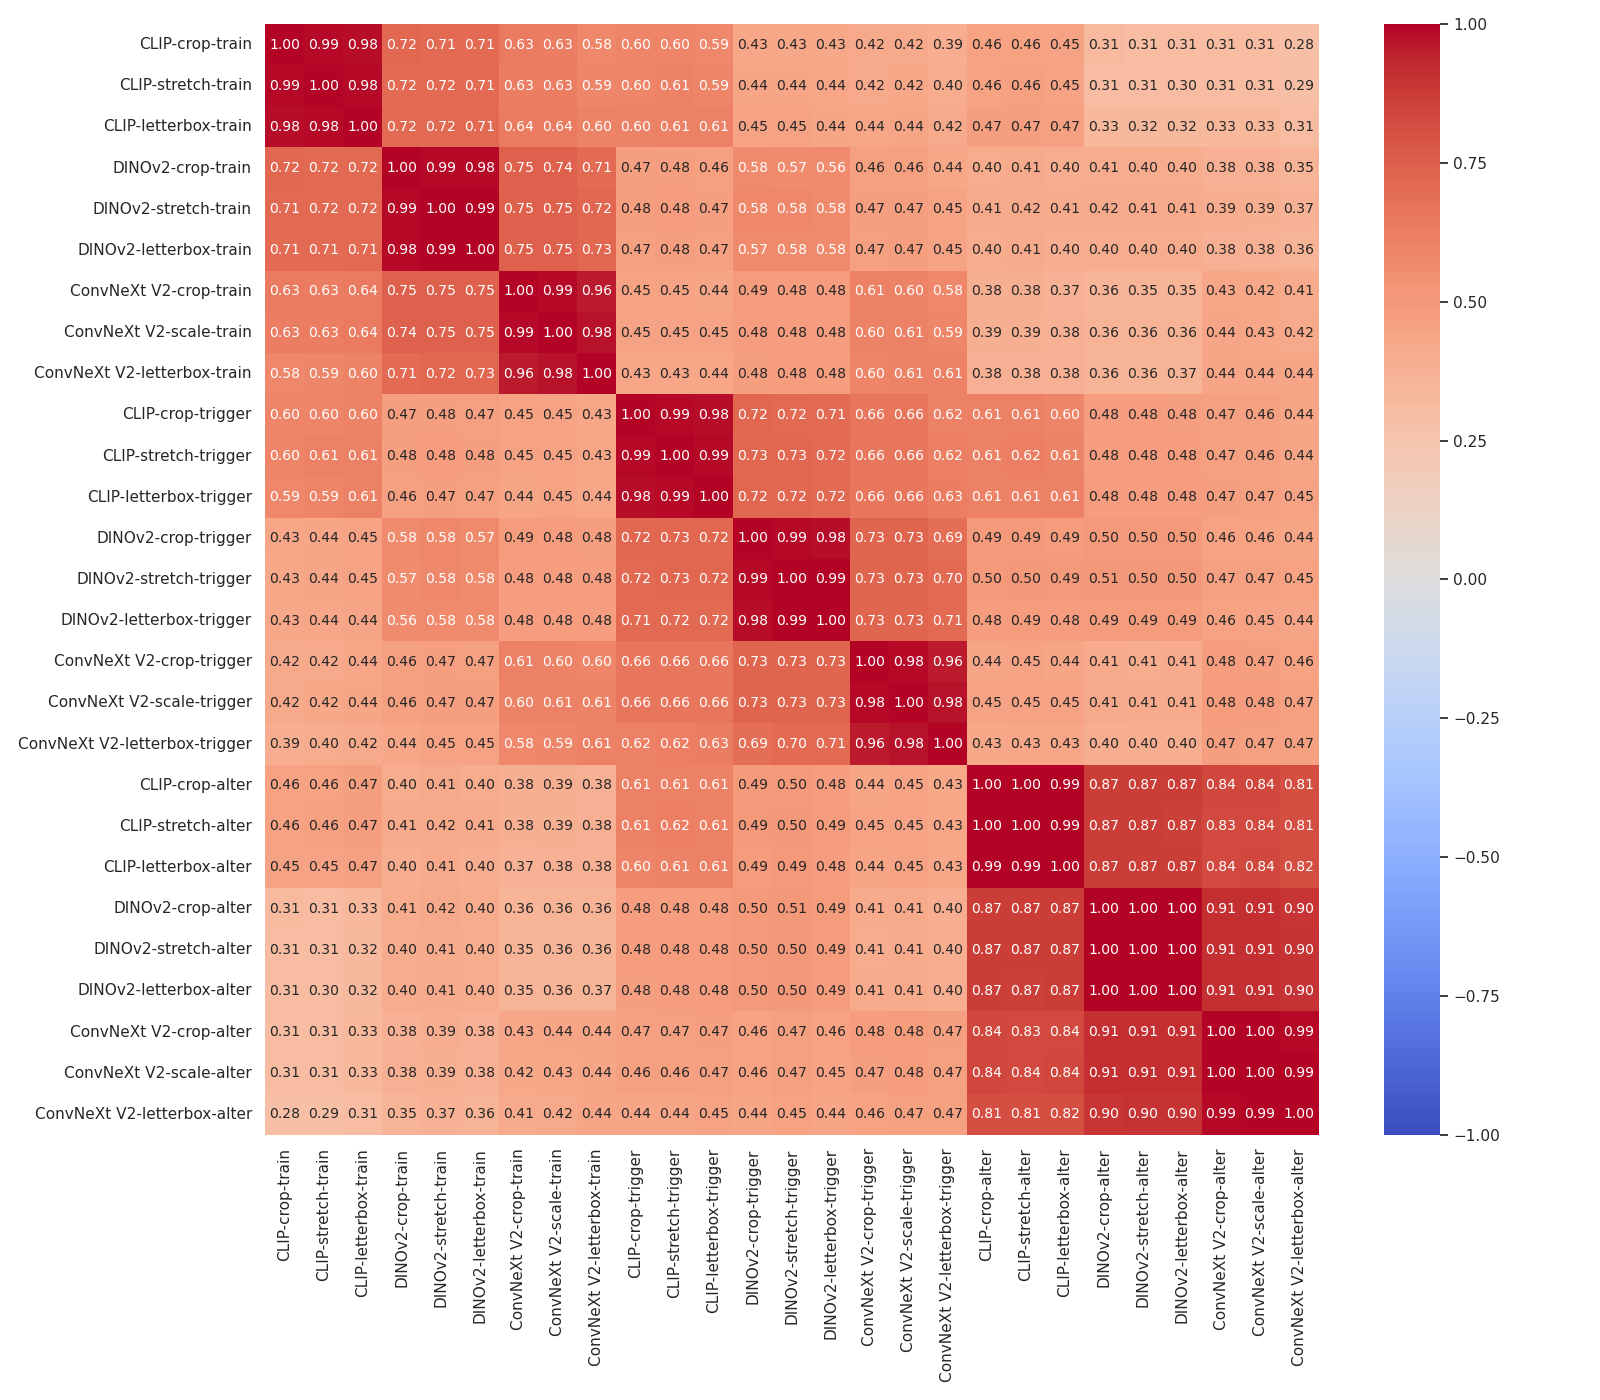 CLIP-crop-train 1.00 0.99 0.98 0.72 0.71 0.71 0.63 0.63 0.58 0.60 0.60 0.59 0.43 0.43 0.43 0.42 0.42 0.39 0.46 0.46 0.45 0.31 0.31 0.31 0.31 0.31 0.28
CLIP-stretch-train 0.99 1.00 0.98 0.72 0.72 0.71 0.63 0.63 0.59 0.60 0.61 0.59 0.44 0.44 0.44 0.42 0.42 0.40 0.46 0.46 0.45 0.31 0.31 0.30 0.31 0.31 0.29
CLIP-letterbox-train 0.98 0.98 1.00 0.72 0.72 0.71 0.64 0.64 0.60 0.60 0.61 0.61 0.45 0.45 0.44 0.44 0.44 0.42 0.47 0.47 0.47 0.33 0.32 0.32 0.33 0.33 0.31
DINOv2-crop-train 0.72 0.72 0.72 1.00 0.99 0.98 0.75 0.74 0.71 0.47 0.48 0.46 0.58 0.57 0.56 0.46 0.46 0.44 0.40 0.41 0.40 0.41 0.40 0.40 0.38 0.38 0.35
DINOv2-stretch-train 0.71 0.72 0.72 0.99 1.00 0.99 0.75 0.75 0.72 0.48 0.48 0.47 0.58 0.58 0.58 0.47 0.47 0.45 0.41 0.42 0.41 0.42 0.41 0.41 0.39 0.39 0.37
DINOv2-letterbox-train 0.71 0.71 0.71 0.98 0.99 1.00 0.75 0.75 0.73 0.47 0.48 0.47 0.57 0.58 0.58 0.47 0.47 0.45 0.40 0.41 0.40 0.40 0.40 0.40 0.38 0.38 0.36
ConvNeXt V2-crop-train 0.63 0.63 0.64 0.75 0.75 0.75 1.00 0.99 0.96 0.45 0.45 0.44 0.49 0.48 0.48 0.61 0.60 0.58 0.38 0.38 0.37 0.36 0.35 0.35 0.43 0.42 0.41
ConvNeXt V2-scale-train 0.63 0.63 0.64 0.74 0.75 0.75 0.99 1.00 0.98 0.45 0.45 0.45 0.48 0.48 0.48 0.60 0.61 0.59 0.39 0.39 0.38 0.36 0.36 0.36 0.44 0.43 0.42
ConvNeXt V2-letterbox-train 0.58 0.59 0.60 0.71 0.72 0.73 0.96 0.98 1.00 0.43 0.43 0.44 0.48 0.48 0.48 0.60 0.61 0.61 0.38 0.38 0.38 0.36 0.36 0.37 0.44 0.44 0.44
CLIP-crop-trigger 0.60 0.60 0.60 0.47 0.48 0.47 0.45 0.45 0.43 1.00 0.99 0.98 0.72 0.72 0.71 0.66 0.66 0.62 0.61 0.61 0.60 0.48 0.48 0.48 0.47 0.46 0.44
CLIP-stretch-trigger 0.60 0.61 0.61 0.48 0.48 0.48 0.45 0.45 0.43 0.99 1.00 0.99 0.73 0.73 0.72 0.66 0.66 0.62 0.61 0.62 0.61 0.48 0.48 0.48 0.47 0.46 0.44
CLIP-letterbox-trigger 0.59 0.59 0.61 0.46 0.47 0.47 0.44 0.45 0.44 0.98 0.99 1.00 0.72 0.72 0.72 0.66 0.66 0.63 0.61 0.61 0.61 0.48 0.48 0.48 0.47 0.47 0.45
DINOv2-crop-trigger 0.43 0.44 0.45 0.58 0.58 0.57 0.49 0.48 0.48 0.72 0.73 0.72 1.00 0.99 0.98 0.73 0.73 0.69 0.49 0.49 0.49 0.50 0.50 0.50 0.46 0.46 0.44
DINOv2-stretch-trigger 0.43 0.44 0.45 0.57 0.58 0.58 0.48 0.48 0.48 0.72 0.73 0.72 0.99 1.00 0.99 0.73 0.73 0.70 0.50 0.50 0.49 0.51 0.50 0.50 0.47 0.47 0.45
DINOv2-letterbox-trigger 0.43 0.44 0.44 0.56 0.58 0.58 0.48 0.48 0.48 0.71 0.72 0.72 0.98 0.99 1.00 0.73 0.73 0.71 0.48 0.49 0.48 0.49 0.49 0.49 0.46 0.45 0.44
ConvNeXt V2-crop-trigger 0.42 0.42 0.44 0.46 0.47 0.47 0.61 0.60 0.60 0.66 0.66 0.66 0.73 0.73 0.73 1.00 0.98 0.96 0.44 0.45 0.44 0.41 0.41 0.41 0.48 0.47 0.46
ConvNeXt V2-scale-trigger 0.42 0.42 0.44 0.46 0.47 0.47 0.60 0.61 0.61 0.66 0.66 0.66 0.73 0.73 0.73 0.98 1.00 0.98 0.45 0.45 0.45 0.41 0.41 0.41 0.48 0.48 0.47
ConvNeXt V2-letterbox-trigger 0.39 0.40 0.42 0.44 0.45 0.45 0.58 0.59 0.61 0.62 0.62 0.63 0.69 0.70 0.71 0.96 0.98 1.00 0.43 0.43 0.43 0.40 0.40 0.40 0.47 0.47 0.47
CLIP-crop-alter 0.46 0.46 0.47 0.40 0.41 0.40 0.38 0.39 0.38 0.61 0.61 0.61 0.49 0.50 0.48 0.44 0.45 0.43 1.00 1.00 0.99 0.87 0.87 0.87 0.84 0.84 0.81
CLIP-stretch-alter 0.46 0.46 0.47 0.41 0.42 0.41 0.38 0.39 0.38 0.61 0.62 0.61 0.49 0.50 0.49 0.45 0.45 0.43 1.00 1.00 0.99 0.87 0.87 0.87 0.83 0.84 0.81
CLIP-letterbox-alter 0.45 0.45 0.47 0.40 0.41 0.40 0.37 0.38 0.38 0.60 0.61 0.61 0.49 0.49 0.48 0.44 0.45 0.43 0.99 0.99 1.00 0.87 0.87 0.87 0.84 0.84 0.82
DINOv2-crop-alter 0.31 0.31 0.33 0.41 0.42 0.40 0.36 0.36 0.36 0.48 0.48 0.48 0.50 0.51 0.49 0.41 0.41 0.40 0.87 0.87 0.87 1.00 1.00 1.00 0.91 0.91 0.90
DINOv2-stretch-alter 0.31 0.31 0.32 0.40 0.41 0.40 0.35 0.36 0.36 0.48 0.48 0.48 0.50 0.50 0.49 0.41 0.41 0.40 0.87 0.87 0.87 1.00 1.00 1.00 0.91 0.91 0.90
DINOv2-letterbox-alter 0.31 0.30 0.32 0.40 0.41 0.40 0.35 0.36 0.37 0.48 0.48 0.48 0.50 0.50 0.49 0.41 0.41 0.40 0.87 0.87 0.87 1.00 1.00 1.00 0.91 0.91 0.90
ConvNeXt V2-crop-alter 0.31 0.31 0.33 0.38 0.39 0.38 0.43 0.44 0.44 0.47 0.47 0.47 0.46 0.47 0.46 0.48 0.48 0.47 0.84 0.83 0.84 0.91 0.91 0.91 1.00 1.00 0.99
ConvNeXt V2-scale-alter 0.31 0.31 0.33 0.38 0.39 0.38 0.42 0.43 0.44 0.46 0.46 0.47 0.46 0.47 0.45 0.47 0.48 0.47 0.84 0.84 0.84 0.91 0.91 0.91 1.00 1.00 0.99
ConvNeXt V2-letterbox-alter 0.28 0.29 0.31 0.35 0.37 0.36 0.41 0.42 0.44 0.44 0.44 0.45 0.44 0.45 0.44 0.46 0.47 0.47 0.81 0.81 0.82 0.90 0.90 0.90 0.99 0.99 1.00
CLIP-crop-train
CLIP-stretch-train
CLIP-letterbox-train
DINOv2-crop-train
DINOv2-stretch-train
DINOv2-letterbox-train
ConvNeXt V2-crop-train
ConvNeXt V2-scale-train
ConvNeXt V2-letterbox-train
CLIP-crop-trigger
CLIP-stretch-trigger
CLIP-letterbox-trigger
DINOv2-crop-trigger
DINOv2-stretch-trigger
DINOv2-letterbox-trigger
ConvNeXt V2-crop-trigger
ConvNeXt V2-scale-trigger
ConvNeXt V2-letterbox-trigger
CLIP-crop-alter
CLIP-stretch-alter
CLIP-letterbox-alter
DINOv2-crop-alter
DINOv2-stretch-alter
DINOv2-letterbox-alter
ConvNeXt V2-crop-alter
ConvNeXt V2-scale-alter
ConvNeXt V2-letterbox-alter
1.00
0.75
0.50
0.25
0.00
−0.25
−0.50
−0.75
−1.00